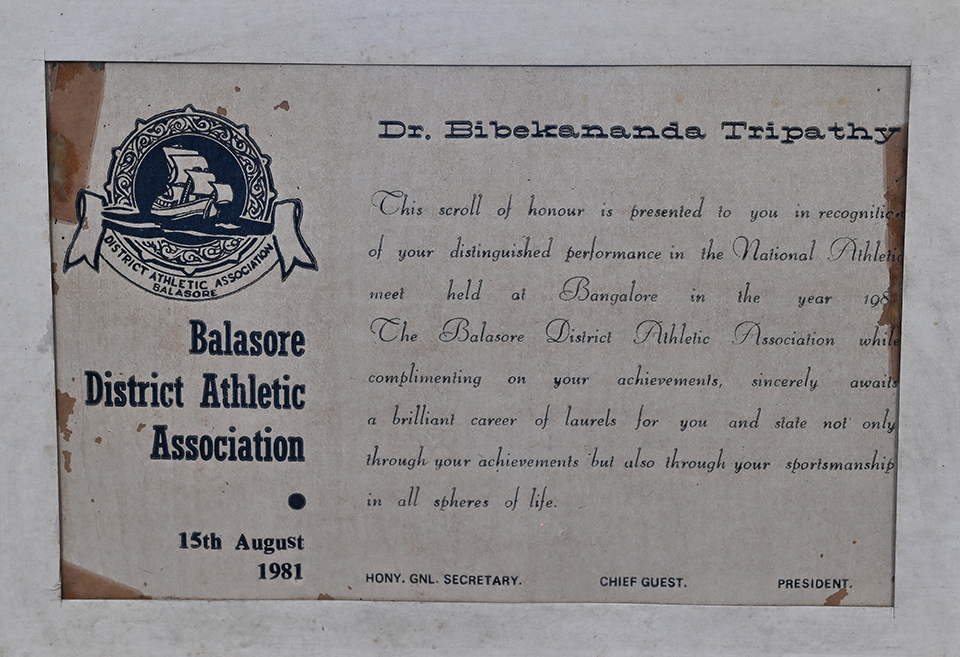 DISTRICT ATHLETIC ASSOCIATION
BALASORE
Balasore
District Athletic
Association
15th August
1981
Dr. Bibekananda Tripathy
This scroll of honour is presented to you in recognitio
of your distinguished performance in the National Athletic
meet held at Bangalore in the year 198
The Balasore District Athletic Association while
complimenting on your achievements, sincerely awaits
a brilliant career of laurels for you and state not only
through your achievements but also through your sportsmanship
in all spheres of life.
HONY. GNL. SECRETARY. CHIEF GUEST. PRESIDENT.